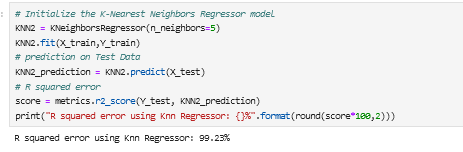 # Initialize the K-Nearest Neighbors Regressor model
KNN2 = KNeighborsRegressor(n_neighbors=5)
KNN2.fit(X_train,Y_train)
# prediction on Test Data
KNN2_prediction = KNN2.predict(X_test)
# R squared error
score = metrics.r2_score(Y_test, KNN2_prediction)
print("R squared error using Knn Regressor: {}%".format(round(score*100,2)))
R squared error using Knn Regressor: 99.23%